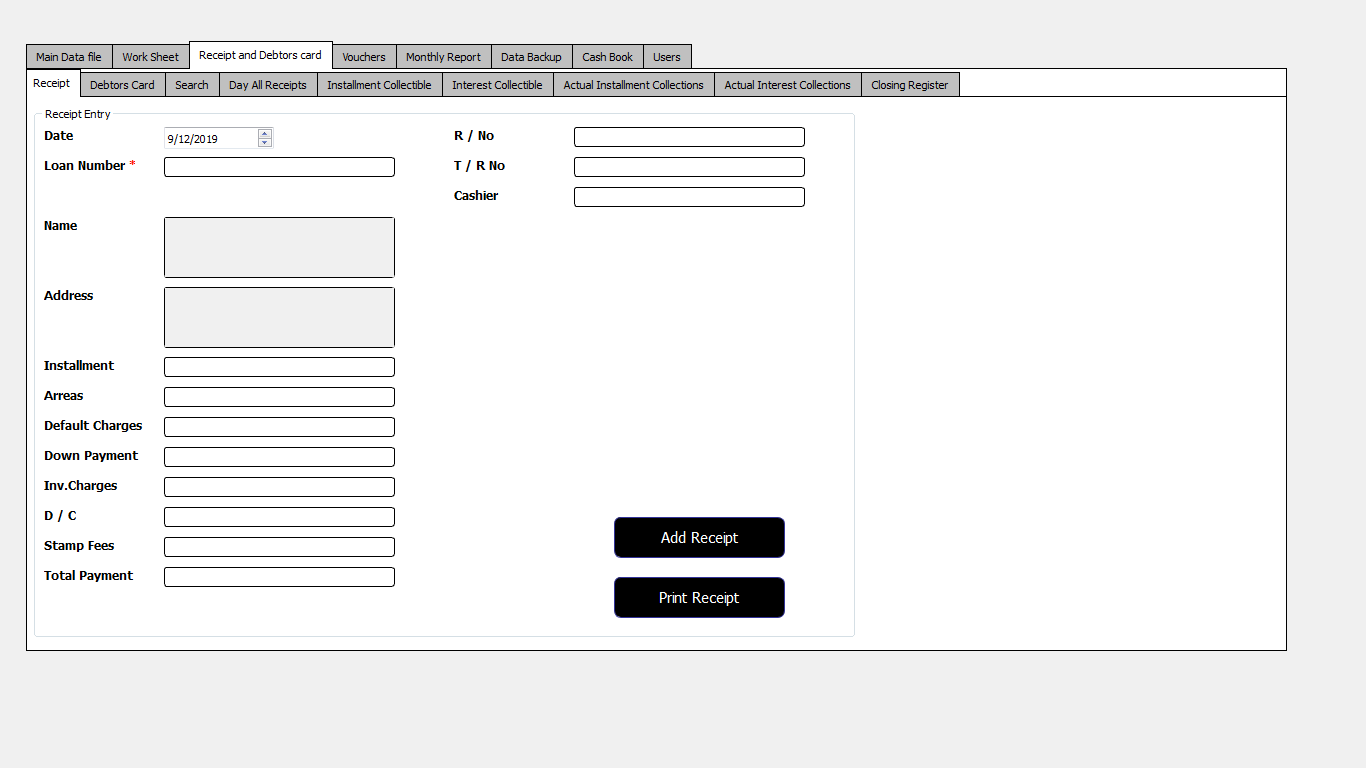 Main Data file Work Sheet Receipt and Debtors card Vouchers Monthly Report Data Backup Cash Book Users
Receipt Debtors Card Search Day All Receipts Installment Collectible Interest Collectible Actual Installment Collections Actual Interest Collections Closing Register
Receipt Entry
Date 9/12/2019 R / No
Loan Number * T / R No
Cashier
Name
Address
Installment
Arreas
Default Charges
Down Payment
Inv.Charges
D / C
Stamp Fees
Total Payment
Add Receipt
Print Receipt